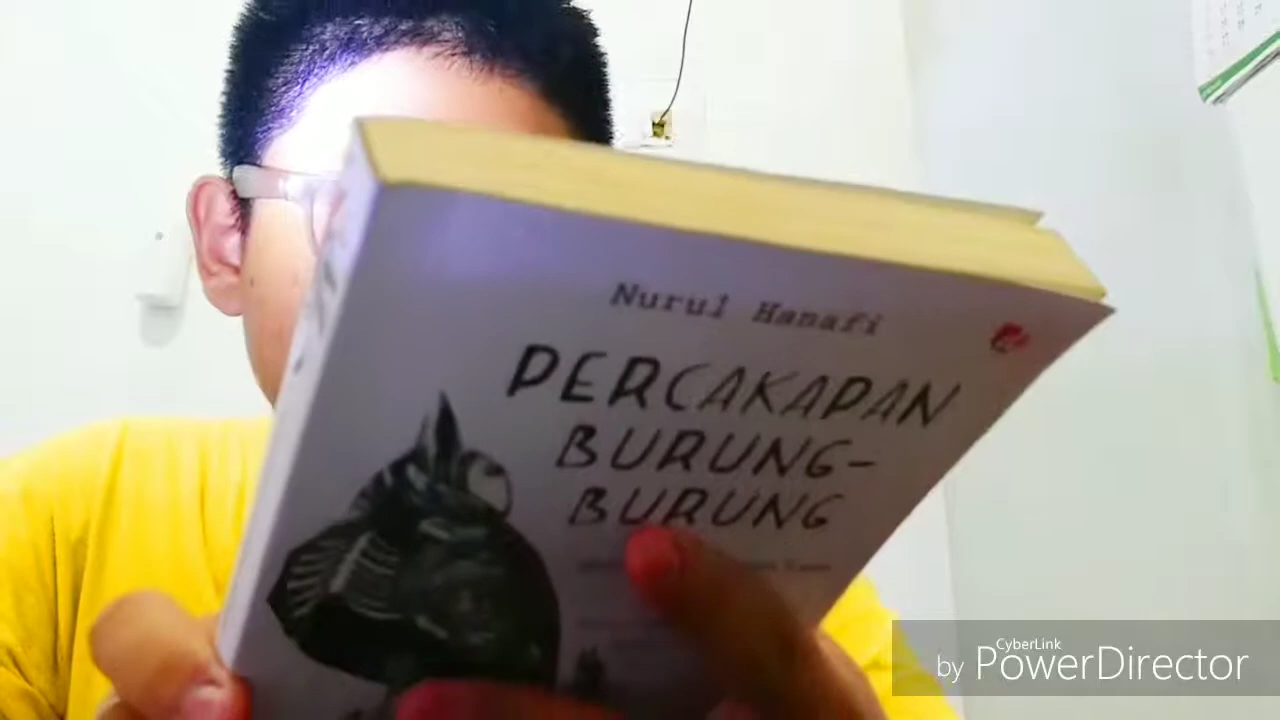 Nurul Hanafi
PERCAKAPAN
BURUNG-
BURUNG
CyberLink
by PowerDirector